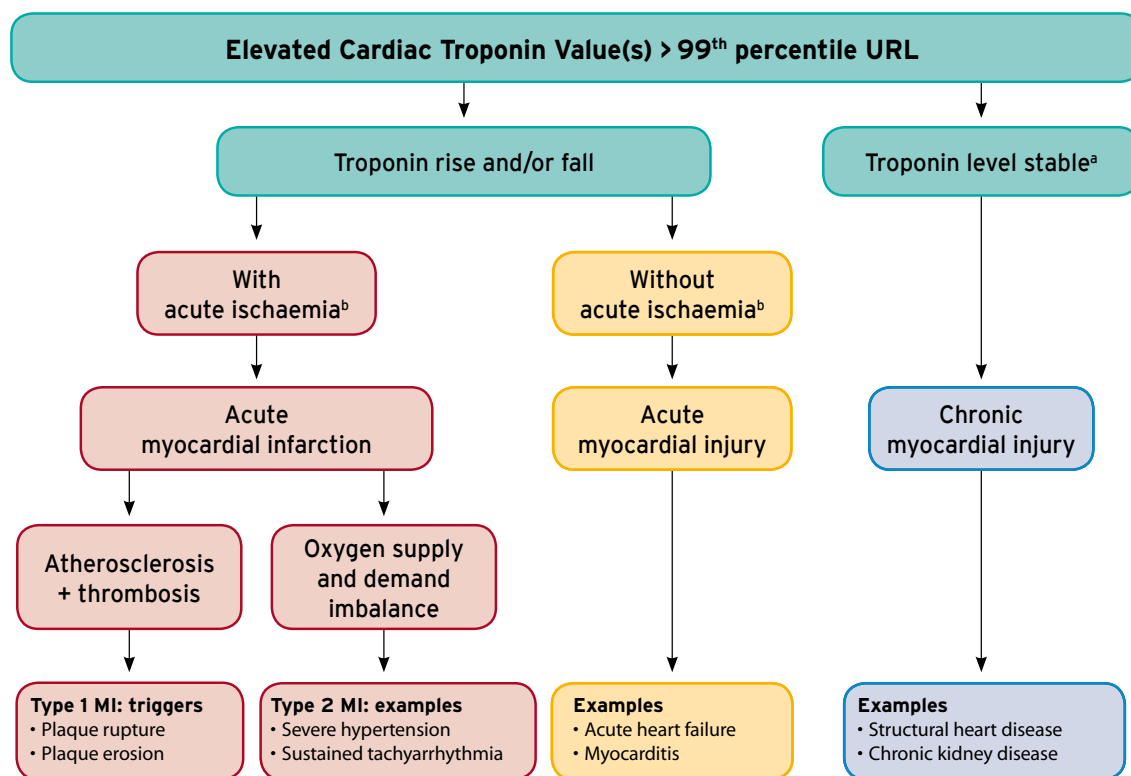 Elevated Cardiac Troponin Value(s) > 99th percentile URL
Troponin rise and/or fall
Troponin level stableᵃ
With
acute ischaemiaᵇ
Without
acute ischaemiaᵇ
Acute
myocardial infarction
Acute
myocardial injury
Chronic
myocardial injury
Atherosclerosis
+ thrombosis
Oxygen supply
and demand
imbalance
Type 1 MI: triggers
• Plaque rupture
• Plaque erosion
Type 2 MI: examples
• Severe hypertension
• Sustained tachyarrhythmia
Examples
• Acute heart failure
• Myocarditis
Examples
• Structural heart disease
• Chronic kidney disease